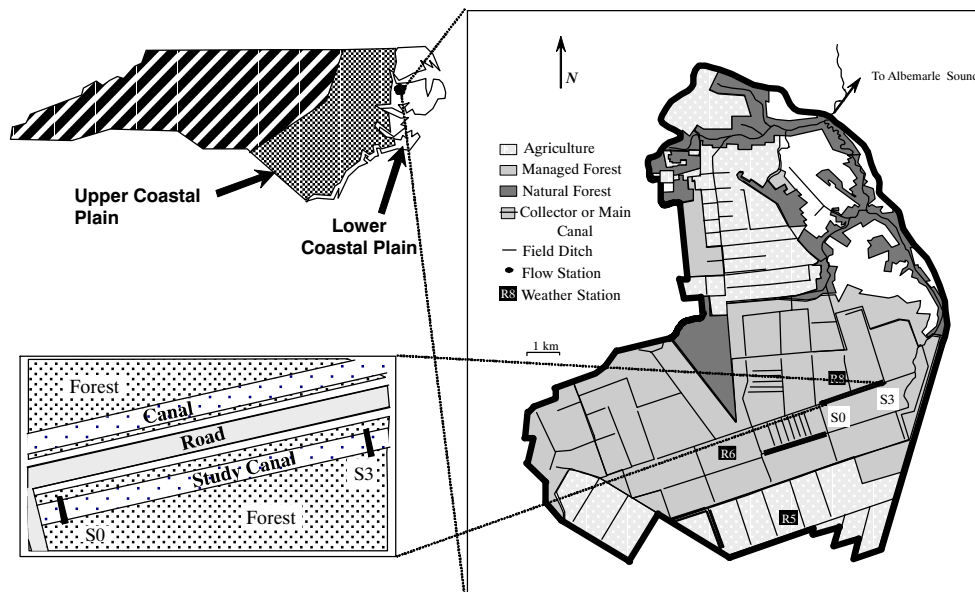 Upper Coastal
Plain
Lower
Coastal Plain
N
To Albemarle Sound
Agriculture
Managed Forest
Natural Forest
Collector or Main
Canal
Field Ditch
Flow Station
R8 Weather Station
1 km
R8
S3
S0
R6
R5
Forest
Canal
Road
Study Canal
S3
S0
Forest